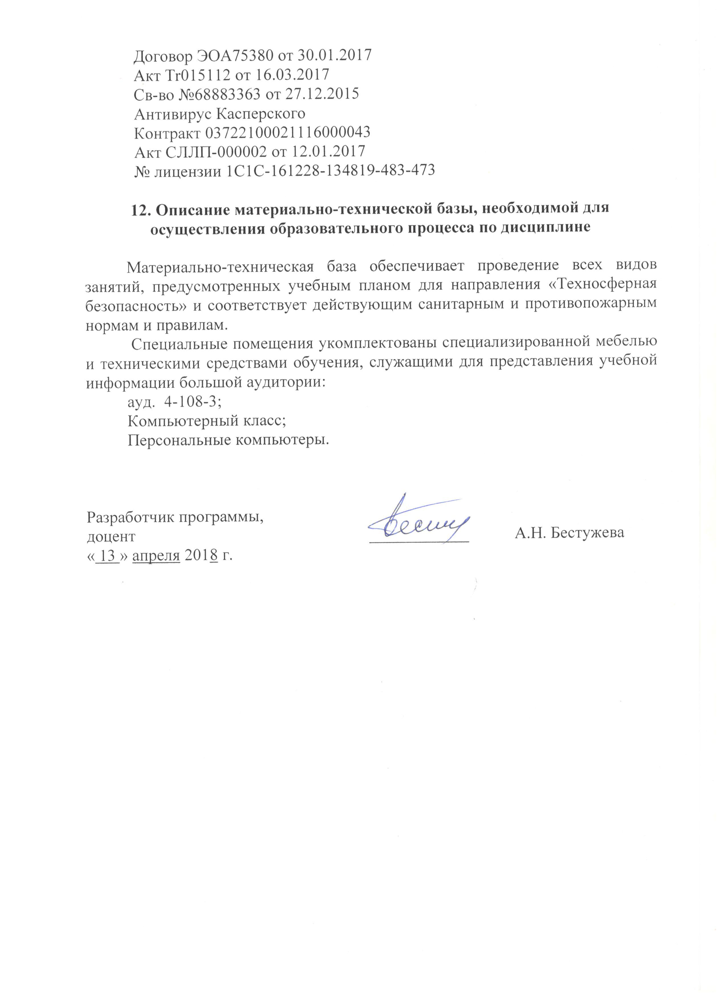 Договор ЭОА75380 от 30.01.2017
Акт Tr015112 от 16.03.2017
Св-во №68883363 от 27.12.2015
Антивирус Касперского
Контракт 03722100021116000043
Акт СЛЛП-000002 от 12.01.2017
№ лицензии 1С1С-161228-134819-483-473
12. Описание материально-технической базы, необходимой для
осуществления образовательного процесса по дисциплине
Материально-техническая база обеспечивает проведение всех видов
занятий, предусмотренных учебным планом для направления «Техносферная
безопасность» и соответствует действующим санитарным и противопожарным
нормам и правилам.
Специальные помещения укомплектованы специализированной мебелью
и техническими средствами обучения, служащими для представления учебной
информации большой аудитории:
ауд. 4-108-3;
Компьютерный класс;
Персональные компьютеры.
Разработчик программы,
доцент А.Н. Бестужева
« 13 » апреля 2018 г.